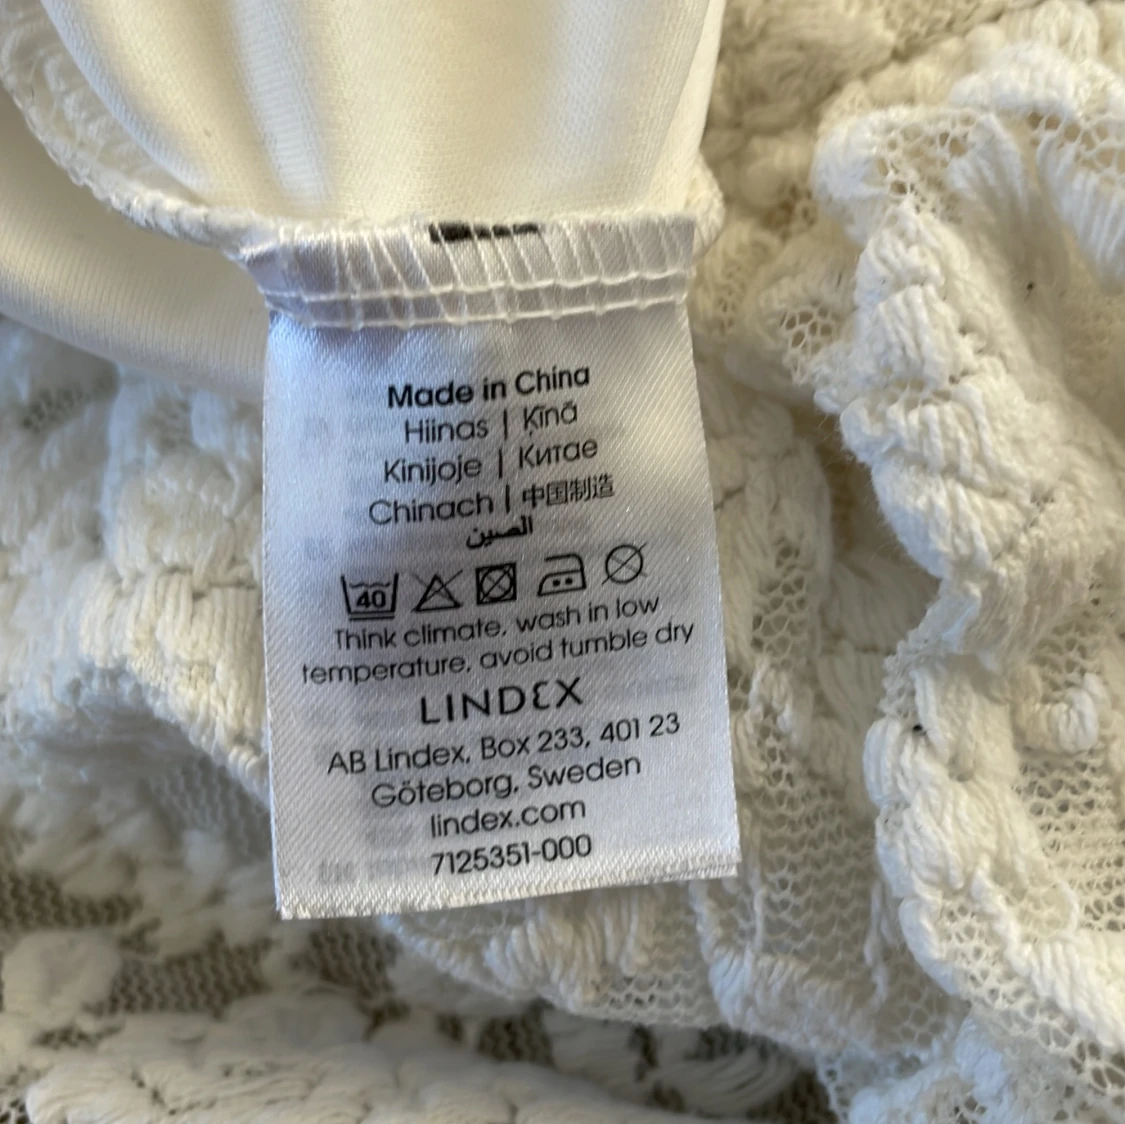 Made in China
Hiinas | Ķīnā
Kinijoje | Китае
Chinach | 中国制造
الصين
40
Think climate, wash in low
temperature, avoid tumble dry
LINDEX
AB Lindex, Box 233, 401 23
Göteborg, Sweden
lindex.com
7125351-000